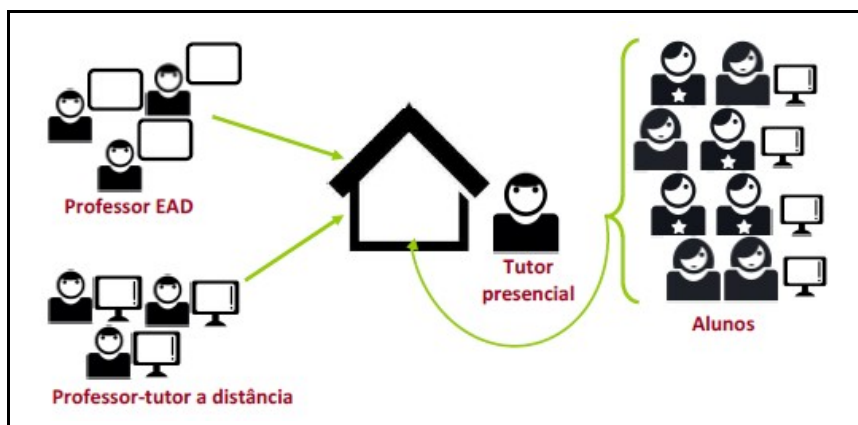 Professor EAD
Professor-tutor a distância
Tutor
presencial
Alunos